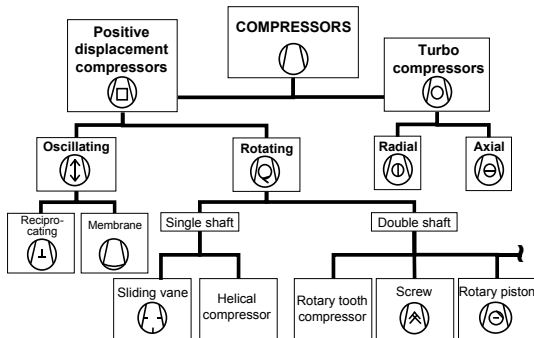 COMPRESSORS
Positive
displacement
compressors
Turbo
compressors
Oscillating
Rotating
Radial
Axial
Recipro-
cating
Membrane
Single shaft
Double shaft
Sliding vane
Helical
compressor
Rotary tooth
compressor
Screw
Rotary piston